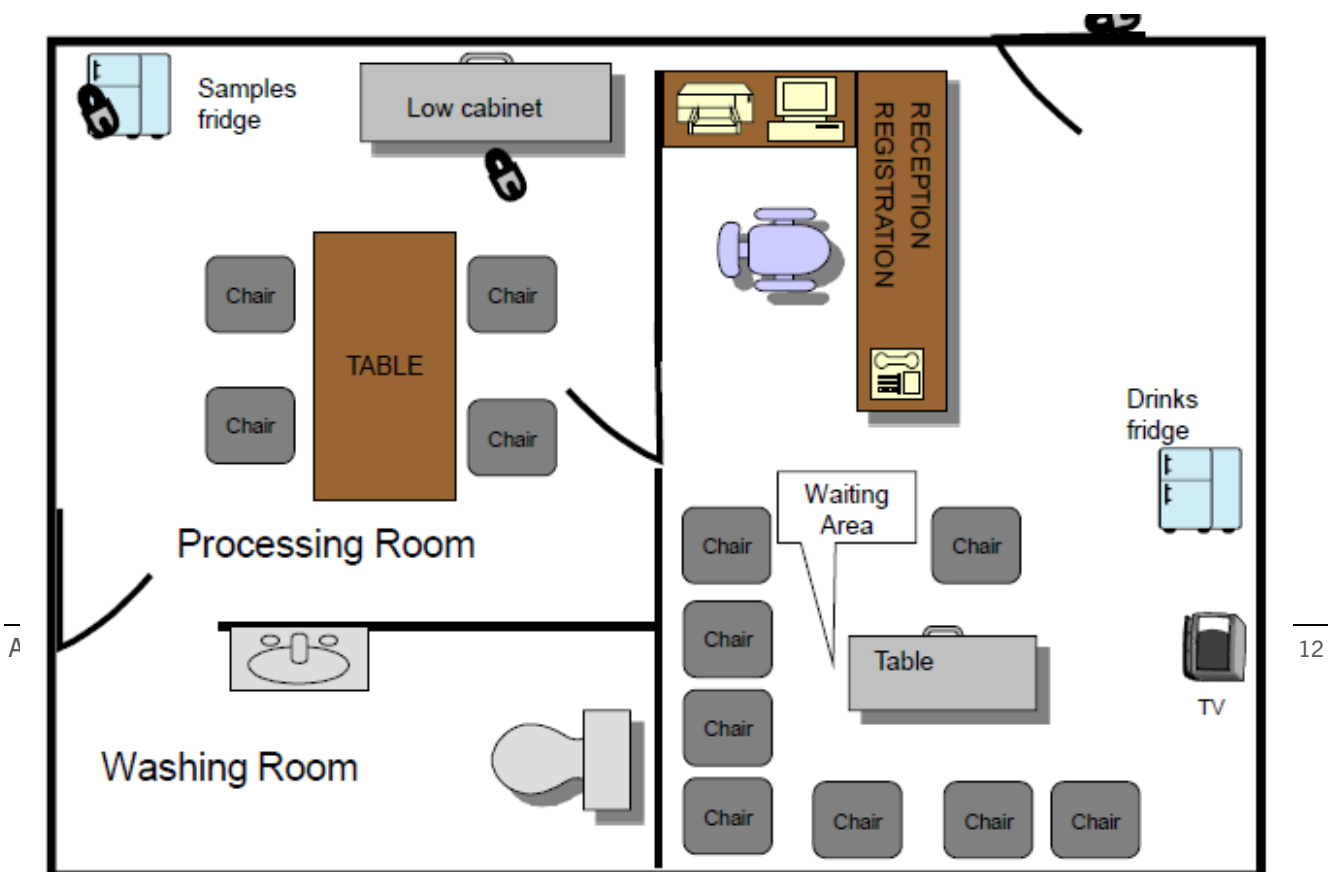 Samples
fridge
Low cabinet
RECEPTION
REGISTRATION
Chair
Chair
TABLE
Chair
Chair
Drinks
fridge
Processing Room
Waiting
Area
Chair
Chair
Chair
Table
A
12
TV
Chair
Washing Room
Chair
Chair
Chair
Chair